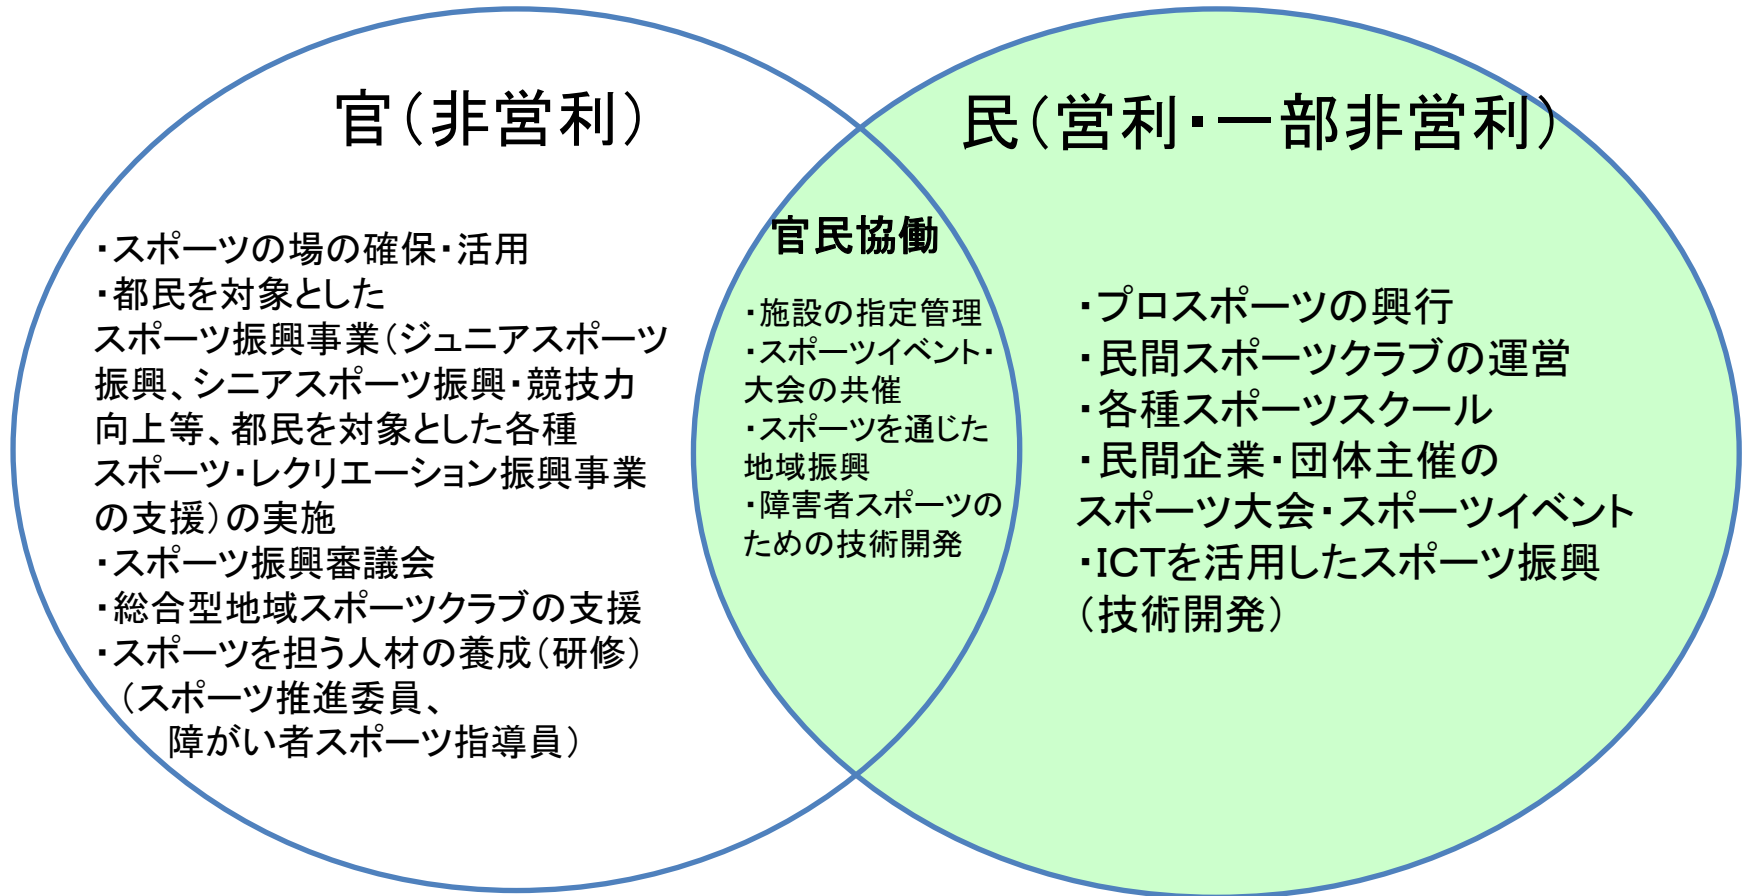 官（非営利）
・スポーツの場の確保・活用
・都民を対象とした
スポーツ振興事業（ジュニアスポーツ
振興、シニアスポーツ振興・競技力
向上等、都民を対象とした各種
スポーツ・レクリエーション振興事業
の支援）の実施
・スポーツ振興審議会
・総合型地域スポーツクラブの支援
・スポーツを担う人材の養成（研修）
（スポーツ推進委員、
障がい者スポーツ指導員）
官民協働
・施設の指定管理
・スポーツイベント・
大会の共催
・スポーツを通じた
地域振興
・障害者スポーツの
ための技術開発
民（営利・一部非営利）
・プロスポーツの興行
・民間スポーツクラブの運営
・各種スポーツスクール
・民間企業・団体主催の
スポーツ大会・スポーツイベント
・ICTを活用したスポーツ振興
（技術開発）